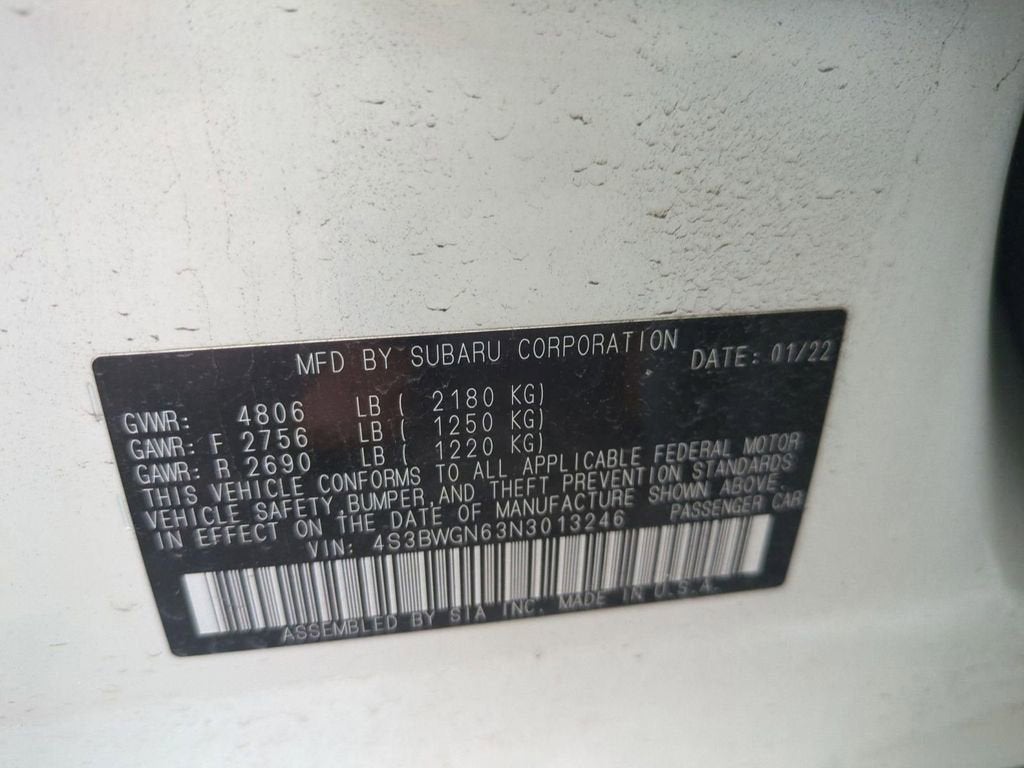 MFD BY SUBARU CORPORATION DATE: 01/22
GVWR: 4806 LB ( 2180 KG)
GAWR: F 2756 LB ( 1250 KG)
GAWR: R 2690 LB ( 1220 KG)
THIS VEHICLE CONFORMS TO ALL APPLICABLE FEDERAL MOTOR
VEHICLE SAFETY, BUMPER, AND THEFT PREVENTION STANDARDS
IN EFFECT ON THE DATE OF MANUFACTURE SHOWN ABOVE.
VIN: 4S3BWGN63N3013246 PASSENGER CAR
ASSEMBLED BY SIA INC. MADE IN U.S.A.